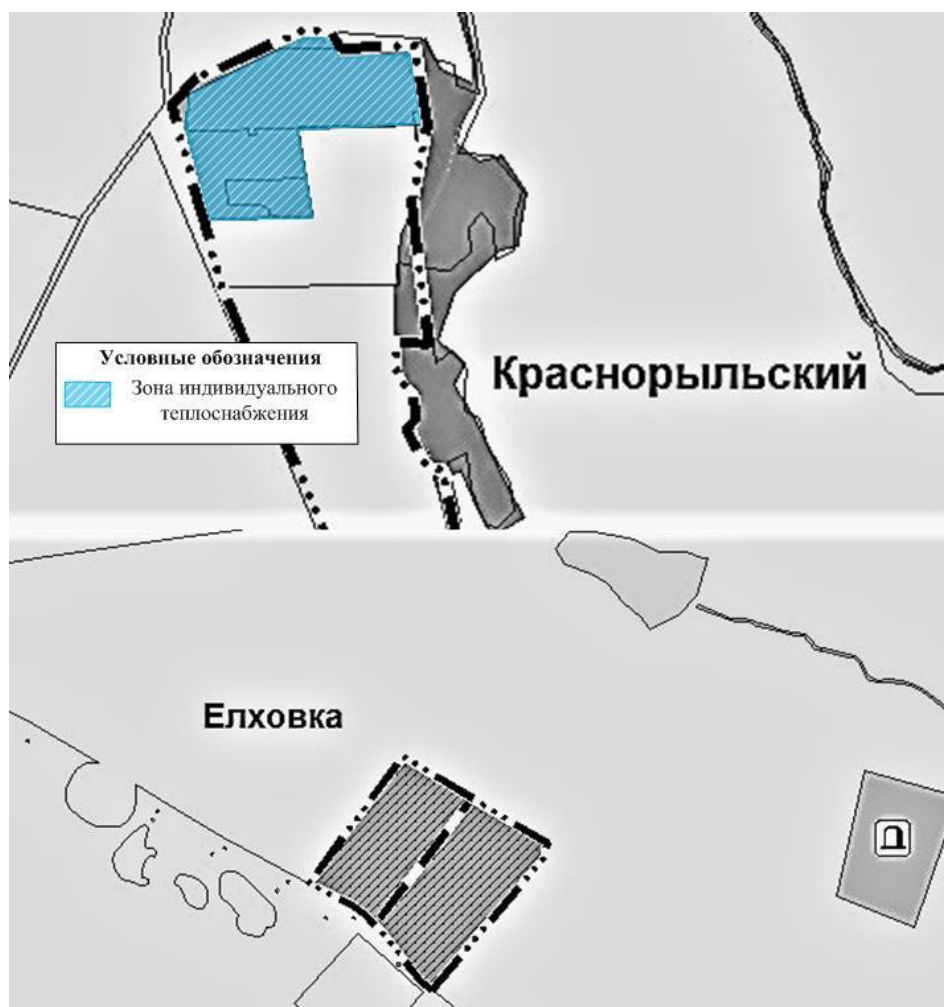 Условные обозначения
Зона индивидуального
теплоснабжения
Краснорыльский
Елховка